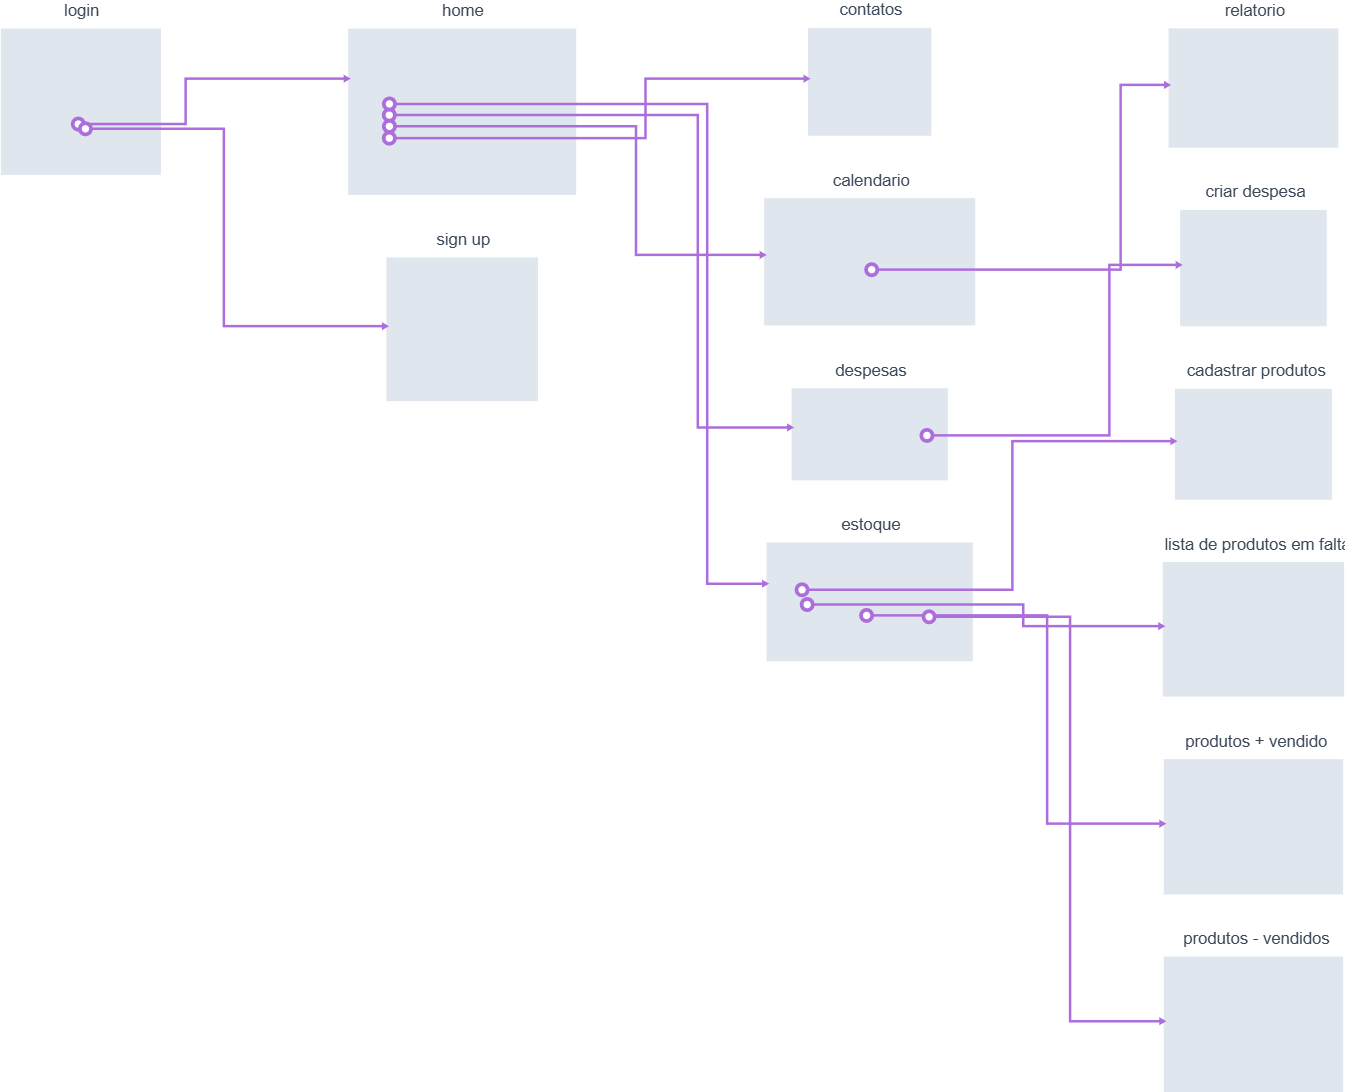 login
home
contatos
relatorio
calendario
criar despesa
sign up
despesas
cadastrar produtos
estoque
lista de produtos em falta
produtos + vendido
produtos - vendidos